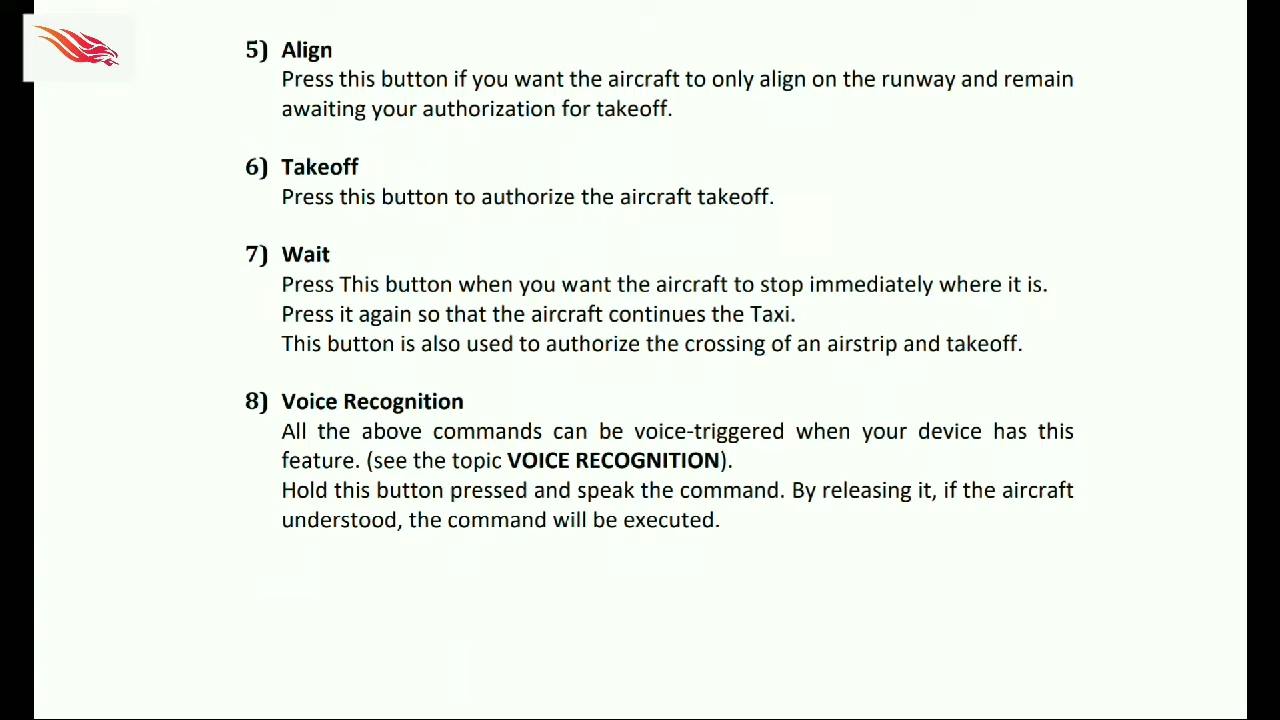 5) Align
Press this button if you want the aircraft to only align on the runway and remain
awaiting your authorization for takeoff.
6) Takeoff
Press this button to authorize the aircraft takeoff.
7) Wait
Press This button when you want the aircraft to stop immediately where it is.
Press it again so that the aircraft continues the Taxi.
This button is also used to authorize the crossing of an airstrip and takeoff.
8) Voice Recognition
All the above commands can be voice-triggered when your device has this
feature. (see the topic VOICE RECOGNITION).
Hold this button pressed and speak the command. By releasing it, if the aircraft
understood, the command will be executed.